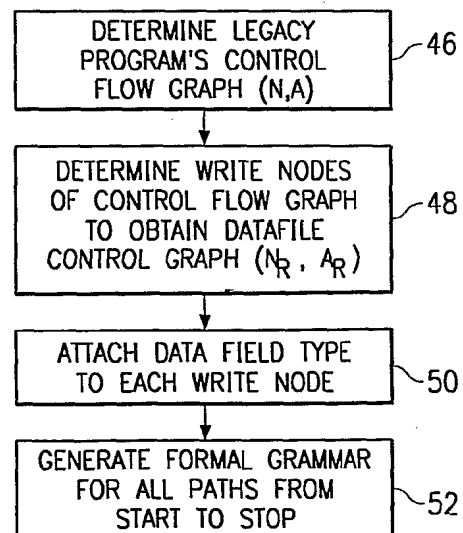 DETERMINE LEGACY
PROGRAM'S CONTROL
FLOW GRAPH (N,A)
46
DETERMINE WRITE NODES
OF CONTROL FLOW GRAPH
TO OBTAIN DATAFILE
CONTROL GRAPH (NR , AR)
48
ATTACH DATA FIELD TYPE
TO EACH WRITE NODE
50
GENERATE FORMAL GRAMMAR
FOR ALL PATHS FROM
START TO STOP
52